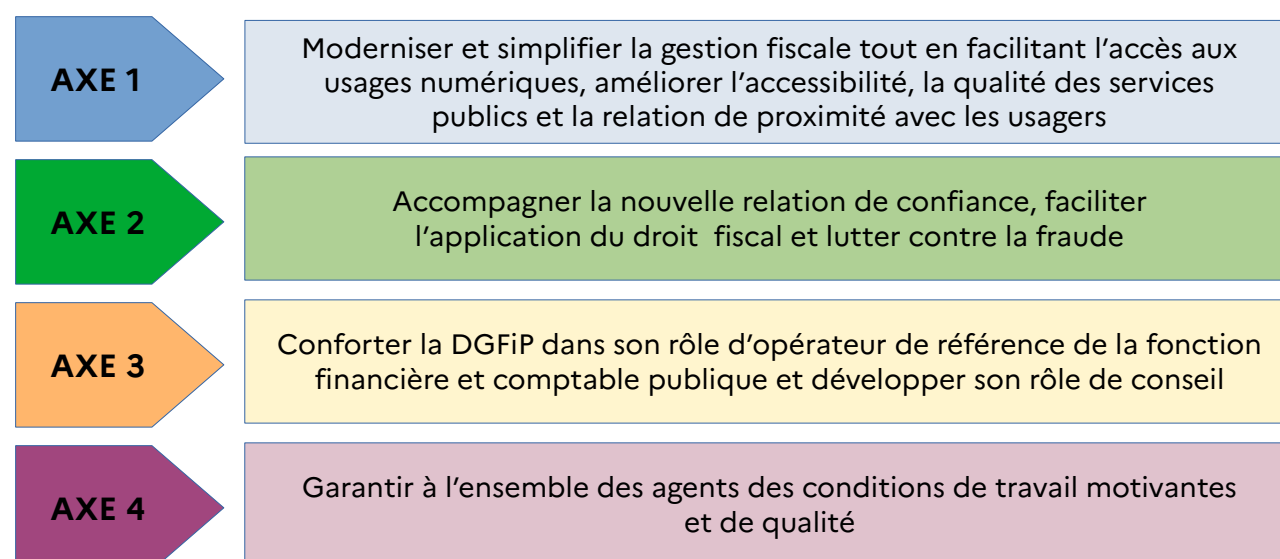 AXE 1
Moderniser et simplifier la gestion fiscale tout en facilitant l’accès aux
usages numériques, améliorer l’accessibilité, la qualité des services
publics et la relation de proximité avec les usagers
AXE 2
Accompagner la nouvelle relation de confiance, faciliter
l’application du droit  fiscal et lutter contre la fraude
AXE 3
Conforter la DGFiP dans son rôle d’opérateur de référence de la fonction
financière et comptable publique et développer son rôle de conseil
AXE 4
Garantir à l’ensemble des agents des conditions de travail motivantes
et de qualité